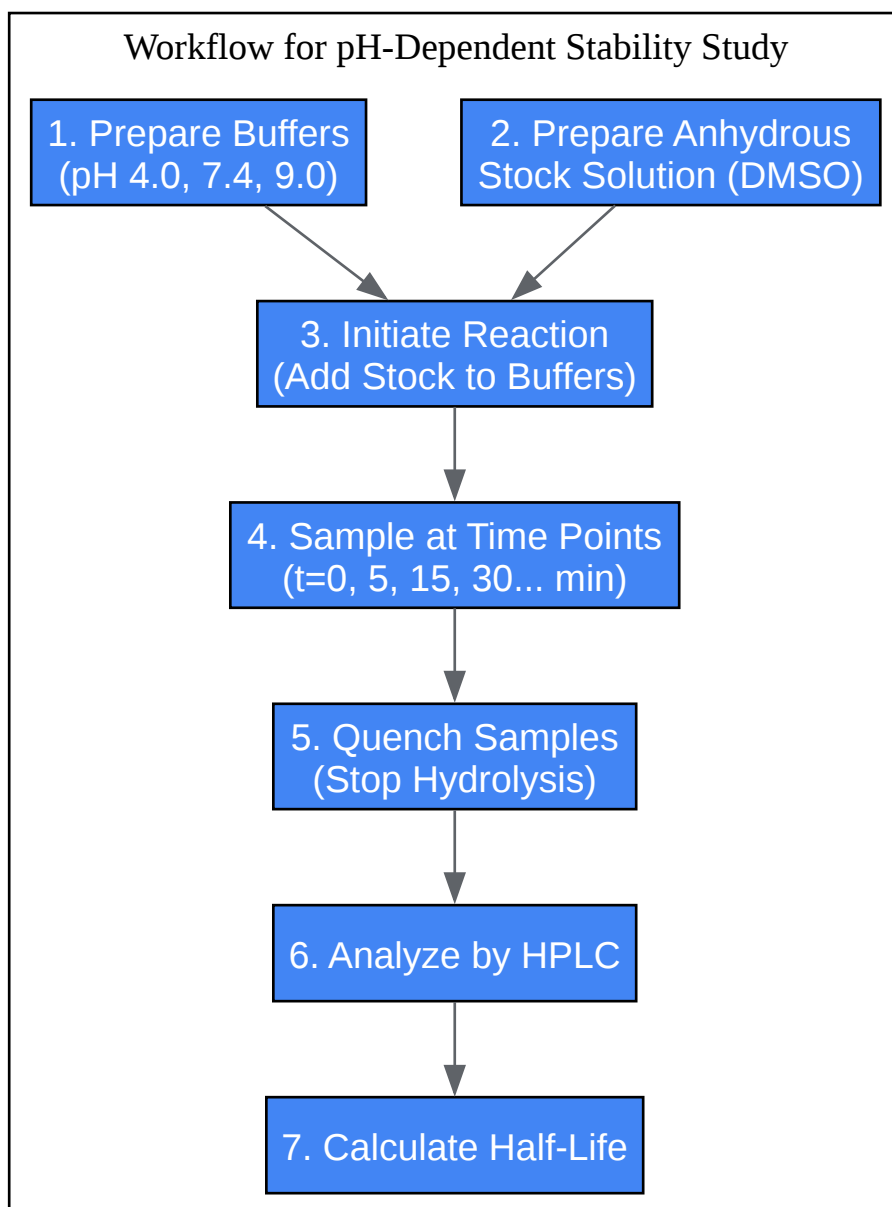 Workflow for pH-Dependent Stability Study
1. Prepare Buffers
(pH 4.0, 7.4, 9.0)
2. Prepare Anhydrous
Stock Solution (DMSO)
3. Initiate Reaction
(Add Stock to Buffers)
4. Sample at Time Points
(t=0, 5, 15, 30... min)
5. Quench Samples
(Stop Hydrolysis)
6. Analyze by HPLC
7. Calculate Half-Life